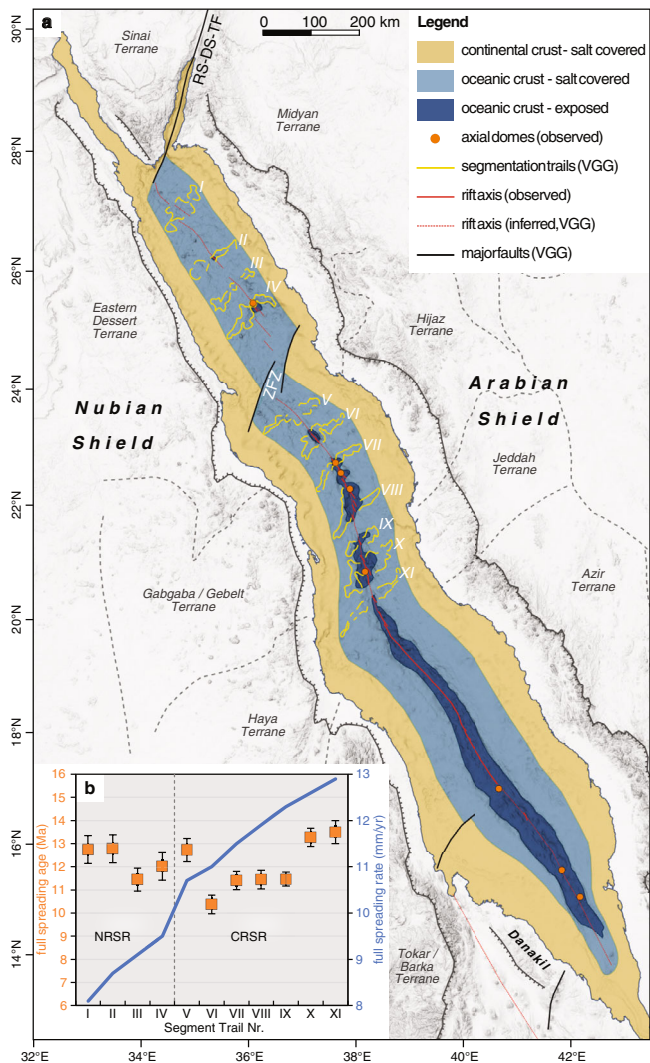 a
0 100 200 km
30°N
28°N
26°N
24°N
22°N
20°N
18°N
16°N
14°N
32°E
34°E
36°E
38°E
40°E
42°E
Legend
continental crust - salt covered
oceanic crust - salt covered
oceanic crust - exposed
axial domes (observed)
segmentation trails (VGG)
rift axis (observed)
rift axis (inferred, VGG)
major faults (VGG)
Sinai
Terrane
RS-DS-TF
Midyan
Terrane
I
II
III
IV
Eastern
Dessert
Terrane
Hijaz
Terrane
ZFZ
Nubian
Shield
Arabian
Shield
V
VI
VII
VIII
IX
X
XI
Jeddah
Terrane
Azir
Terrane
Gabgaba / Gebelt
Terrane
Haya
Terrane
Tokar /
Barka
Terrane
Danakil
b
full spreading age (Ma)
16
15
14
13
12
11
10
9
8
7
6
NRSR
CRSR
13
12
11
10
9
8
full spreading rate (mm/yr)
I II III IV V VI VII VIII IX X XI
Segment Trail Nr.